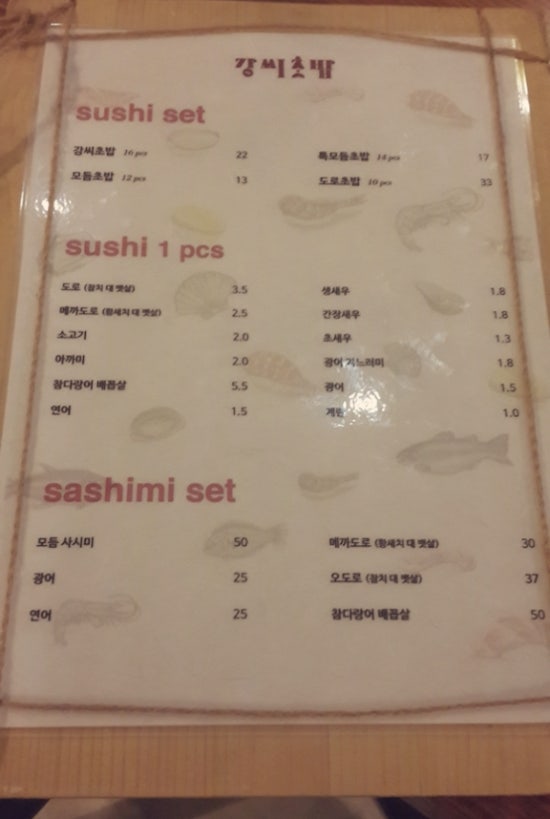 강씨초밥
sushi set
강씨초밥 16 pcs 22
모듬초밥 12 pcs 13
특모듬초밥 14 pcs 17
도로초밥 10 pcs 33
sushi 1 pcs
도로 (참치 대 뱃살) 3.5
메까도로 (황새치 대 뱃살) 2.5
소고기 2.0
아까미 2.0
참다랑어 배꼽살 5.5
연어 1.5
생새우 1.8
간장새우 1.8
초새우 1.3
광어 지느러미 1.8
광어 1.5
계란 1.0
sashimi set
모듬 사시미 50
광어 25
연어 25
메까도로 (황새치 대 뱃살) 30
오도로 (참치 대 뱃살) 37
참다랑어 배꼽살 50